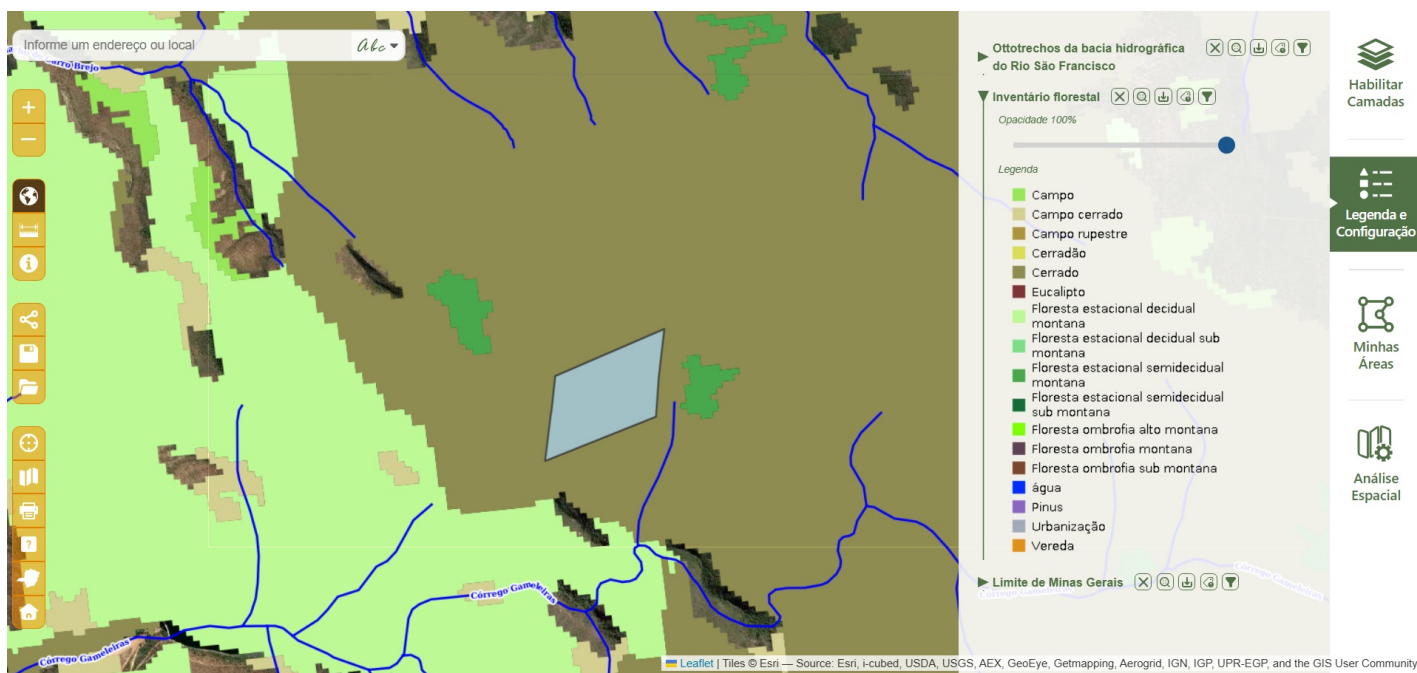 Informe um endereço ou local
Abc
+
−
Ottotrechos da bacia hidrográfica
do Rio São Francisco
Inventário florestal
Opacidade 100%
Legenda
Campo
Campo cerrado
Campo rupestre
Cerradão
Cerrado
Eucalipto
Floresta estacional decidual
montana
Floresta estacional decidual sub
montana
Floresta estacional semidecidual
montana
Floresta estacional semidecidual
sub montana
Floresta ombrofia alto montana
Floresta ombrofia montana
Floresta ombrofia sub montana
água
Pinus
Urbanização
Vereda
Limite de Minas Gerais
Habilitar
Camadas
Legenda e
Configuração
Minhas
Áreas
Análise
Espacial
Barro Brejo
Córrego Gameleiras
Córrego Gameleiras
Córrego Gameleiras
Leaflet | Tiles © Esri — Source: Esri, i-cubed, USDA, USGS, AEX, GeoEye, Getmapping, Aerogrid, IGN, IGP, UPR-EGP, and the GIS User Community